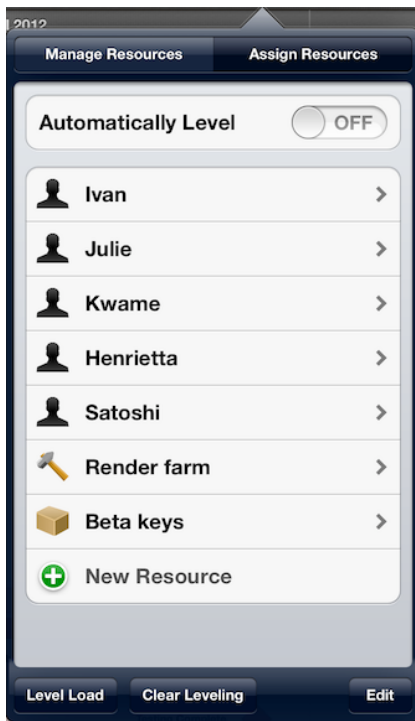 2012
Manage Resources Assign Resources
Automatically Level OFF
Ivan
Julie
Kwame
Henrietta
Satoshi
Render farm
Beta keys
New Resource
Level Load Clear Leveling Edit